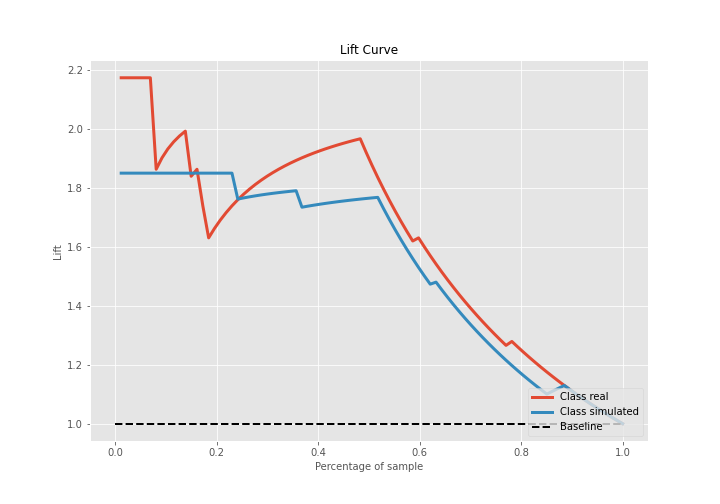 Lift Curve
2.2
2.0
1.8
1.6
1.4
1.2
1.0
Lift
0.0 0.2 0.4 0.6 0.8 1.0
Percentage of sample
Class real
Class simulated
Baseline